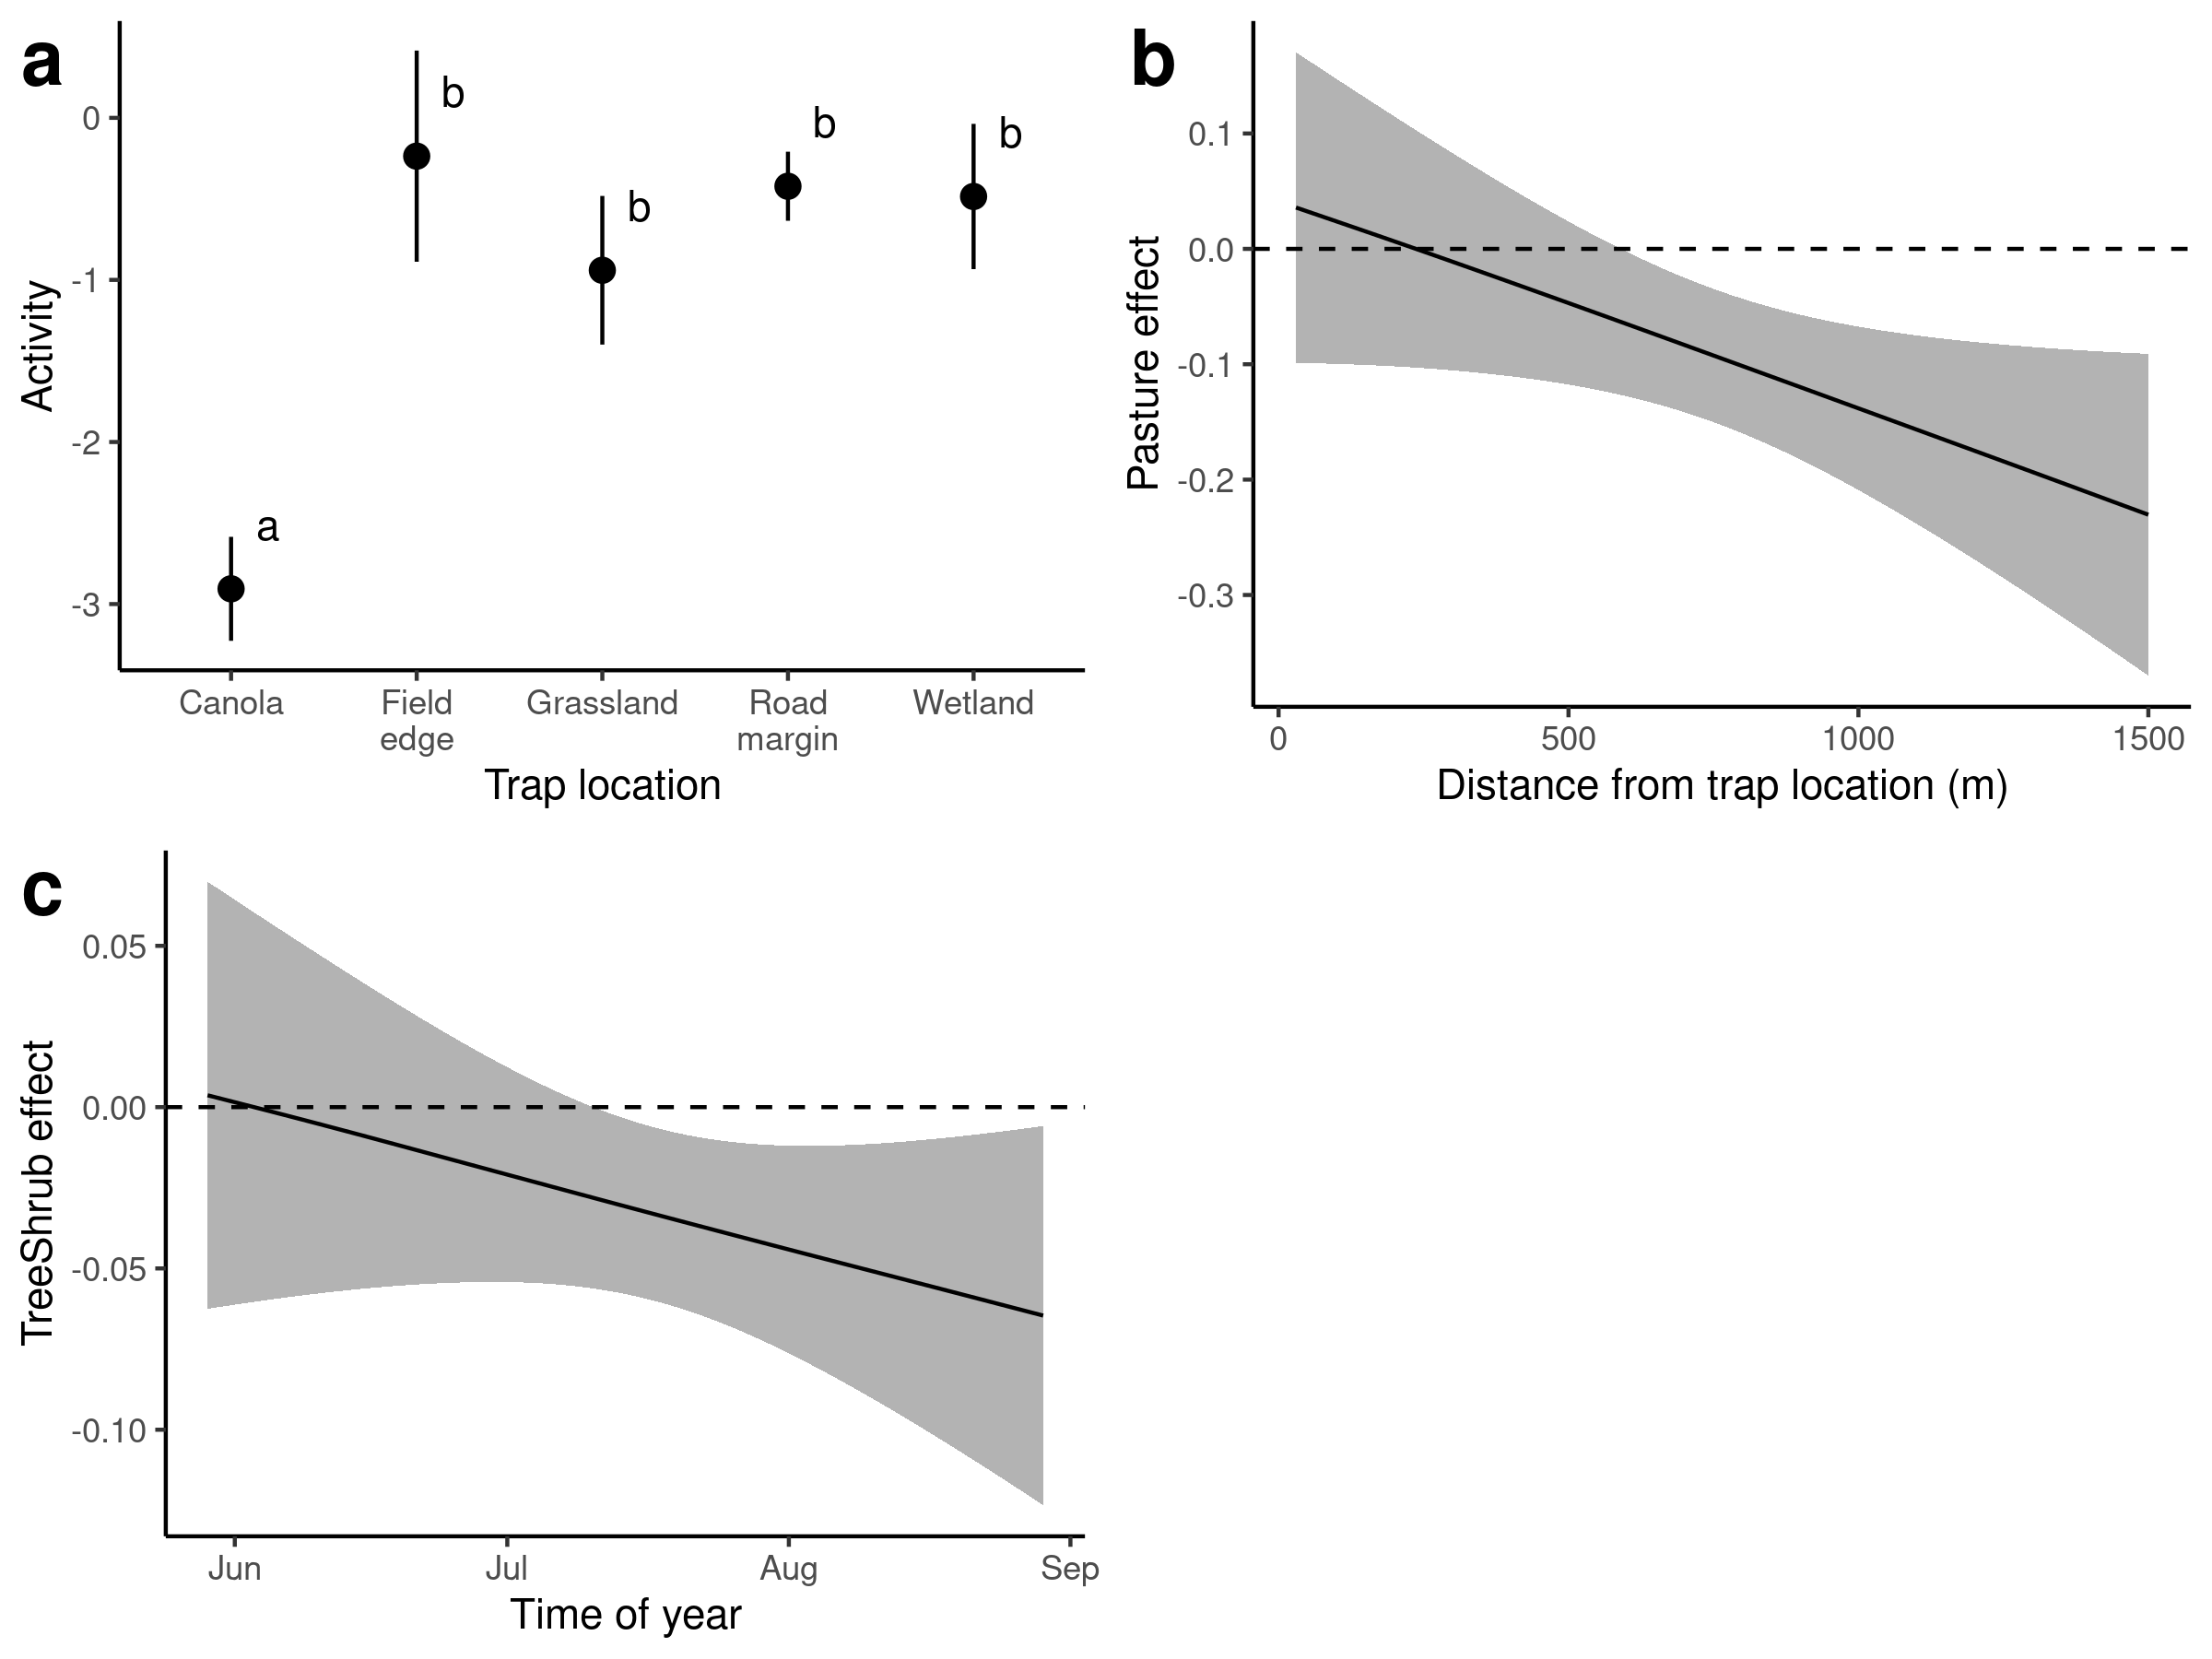 a
Activity
0
-1
-2
-3
b
b
b
b
a
Canola
Field
edge
Grassland
Road
margin
Wetland
Trap location
b
Pasture effect
0.1
0.0
-0.1
-0.2
-0.3
0
500
1000
1500
Distance from trap location (m)
c
TreeShrub effect
0.05
0.00
-0.05
-0.10
Jun
Jul
Aug
Sep
Time of year